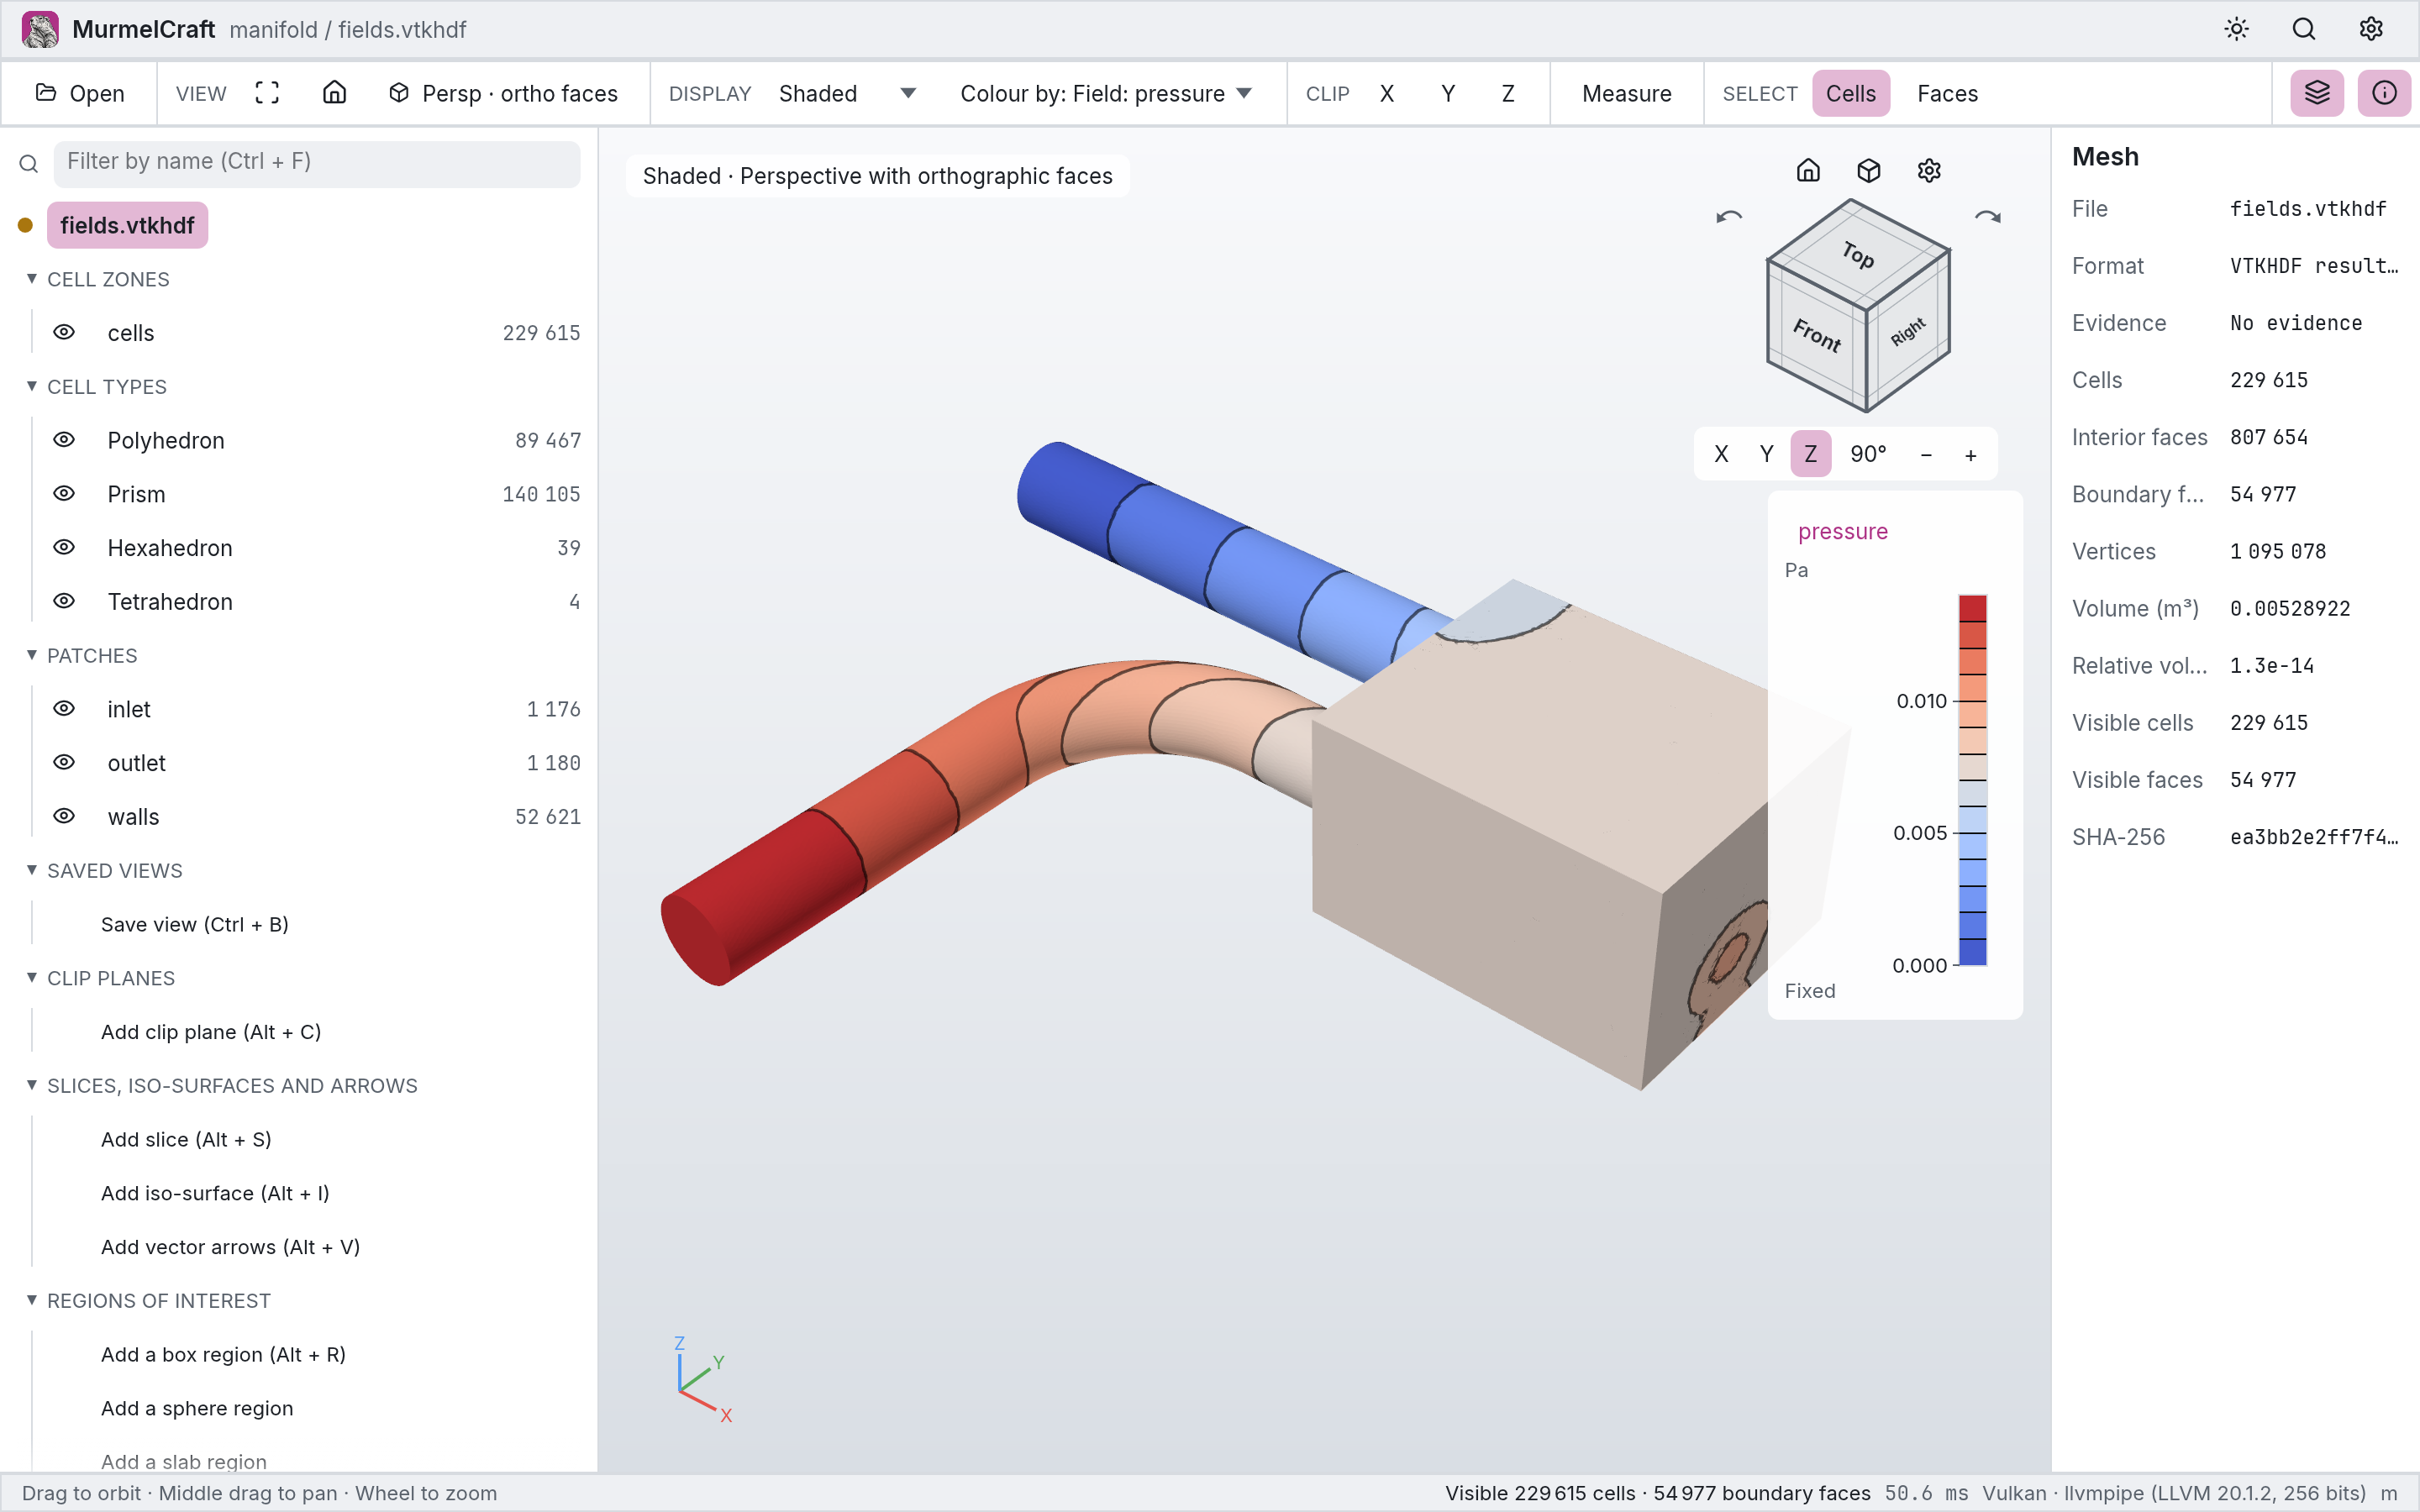 MurmelCraft manifold / fields.vtkhdf
Open VIEW Persp · ortho faces DISPLAY Shaded Colour by: Field: pressure CLIP X Y Z Measure SELECT Cells Faces
Filter by name (Ctrl + F)
fields.vtkhdf
CELL ZONES
cells 229 615
CELL TYPES
Polyhedron 89 467
Prism 140 105
Hexahedron 39
Tetrahedron 4
PATCHES
inlet 1 176
outlet 1 180
walls 52 621
SAVED VIEWS
Save view (Ctrl + B)
CLIP PLANES
Add clip plane (Alt + C)
SLICES, ISO-SURFACES AND ARROWS
Add slice (Alt + S)
Add iso-surface (Alt + I)
Add vector arrows (Alt + V)
REGIONS OF INTEREST
Add a box region (Alt + R)
Add a sphere region
Add a slab region
Shaded · Perspective with orthographic faces
Top
Front
Right
X Y Z 90° − +
pressure
Pa
0.010
0.005
0.000
Fixed
Z
Y
X
Mesh
File fields.vtkhdf
Format VTKHDF result…
Evidence No evidence
Cells 229 615
Interior faces 807 654
Boundary f… 54 977
Vertices 1 095 078
Volume (m³) 0.00528922
Relative vol… 1.3e-14
Visible cells 229 615
Visible faces 54 977
SHA-256 ea3bb2e2ff7f4…
Drag to orbit · Middle drag to pan · Wheel to zoom
Visible 229 615 cells · 54 977 boundary faces 50.6 ms Vulkan · llvmpipe (LLVM 20.1.2, 256 bits) m